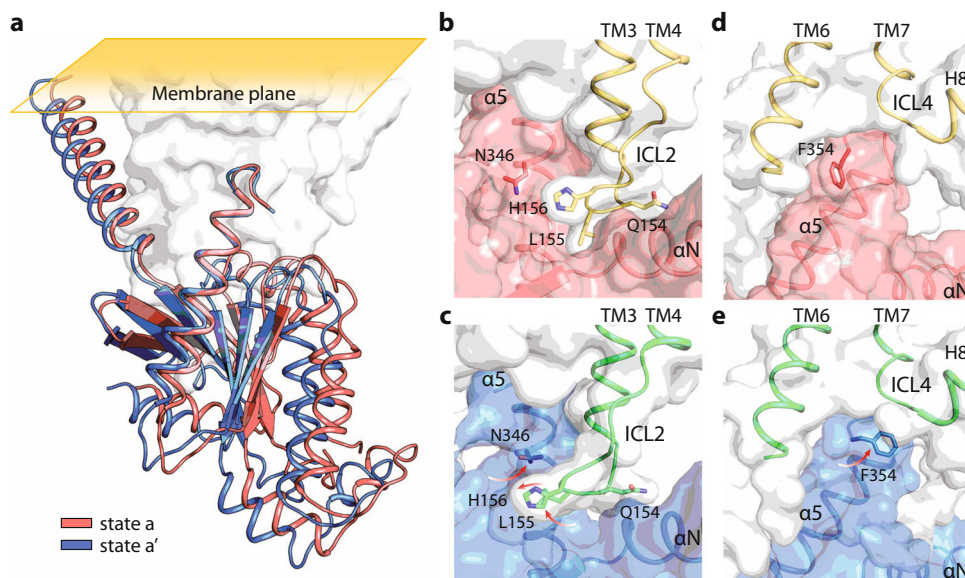 a
Membrane plane
state a
state a’
b
TM3 TM4
α5
ICL2
N346
H156
L155
Q154
αN
c
TM3 TM4
α5
ICL2
N346
H156
L155
Q154
αN
d
TM6 TM7
H8
ICL4
F354
α5
αN
e
TM6 TM7
H8
ICL4
F354
α5
αN